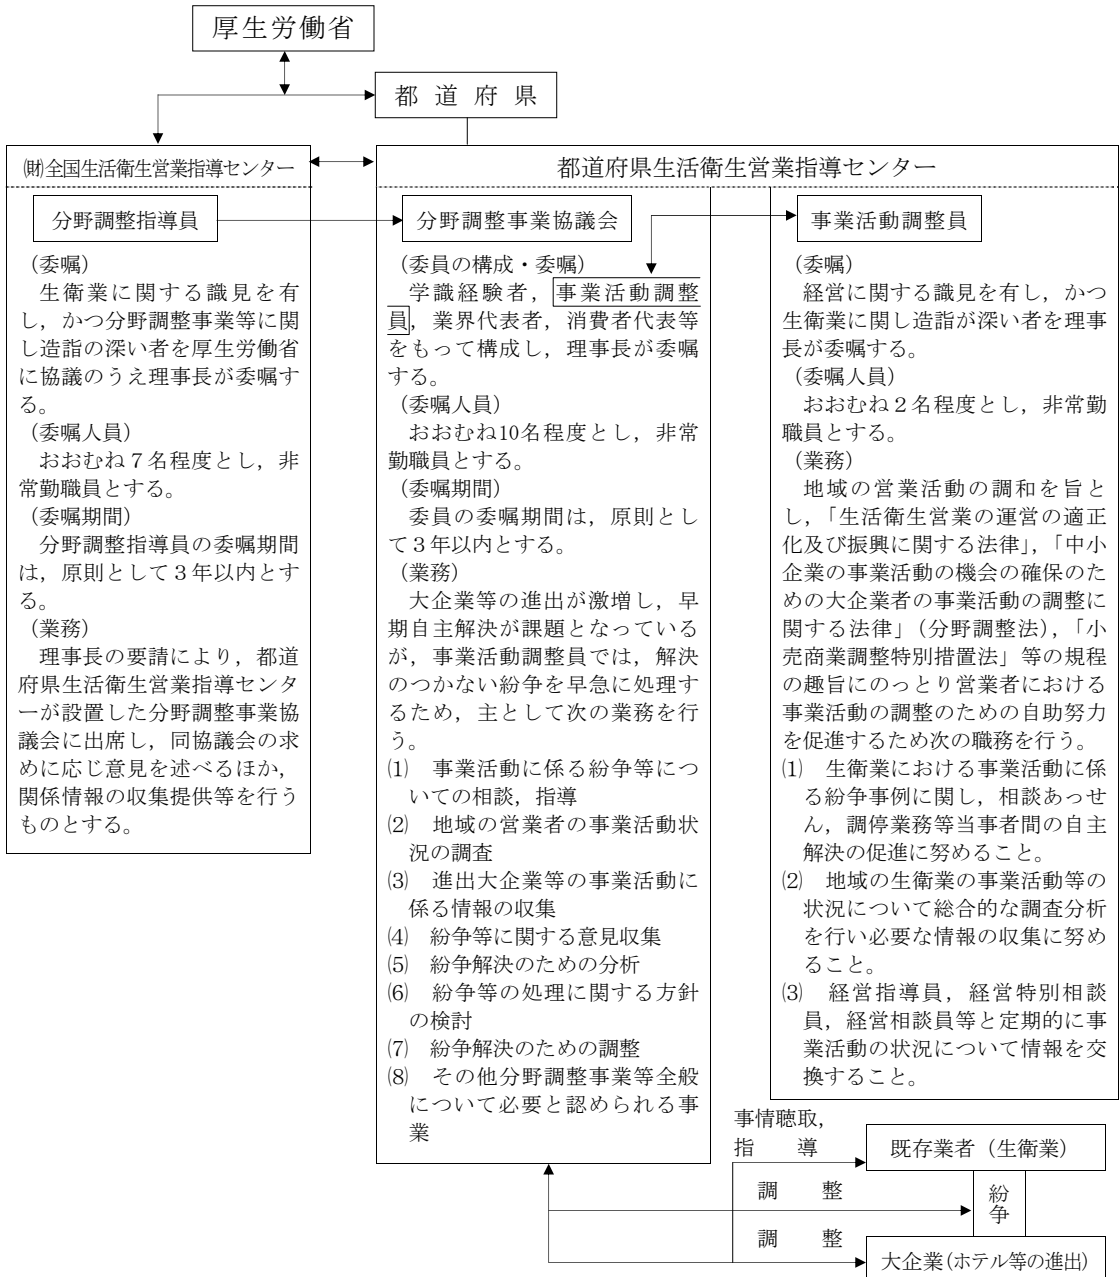 厚生労働省
都道府県
㈶全国生活衛生営業指導センター
都道府県生活衛生営業指導センター
分野調整指導員
(委嘱)
生衛業に関する識見を有
し，かつ分野調整事業等に関
し造詣の深い者を厚生労働省
に協議のうえ理事長が委嘱す
る。
(委嘱人員)
おおむね７名程度とし，非
常勤職員とする。
(委嘱期間)
分野調整指導員の委嘱期間
は，原則として３年以内とす
る。
(業務)
理事長の要請により，都道
府県生活衛生営業指導センタ
ーが設置した分野調整事業協
議会に出席し，同協議会の求
めに応じ意見を述べるほか，
関係情報の収集提供等を行う
ものとする。
分野調整事業協議会
(委員の構成・委嘱)
学識経験者，事業活動調整
員，業界代表者，消費者代表等
をもって構成し，理事長が委嘱
する。
(委嘱人員)
おおむね10名程度とし，非常
勤職員とする。
(委嘱期間)
委員の委嘱期間は，原則とし
て３年以内とする。
(業務)
大企業等の進出が激増し，早
期自主解決が課題となっている
が，事業活動調整員では，解決
のつかない紛争を早急に処理す
るため，主として次の業務を行
う。
⑴　事業活動に係る紛争等につ
いての相談，指導
⑵　地域の営業者の事業活動状
況の調査
⑶　進出大企業等の事業活動に
係る情報の収集
⑷　紛争等に関する意見収集
⑸　紛争解決のための分析
⑹　紛争等の処理に関する方針
の検討
⑺　紛争解決のための調整
⑻　その他分野調整事業等全般
について必要と認められる事
業
事業活動調整員
(委嘱)
経営に関する識見を有し，かつ
生衛業に関し造詣が深い者を理事
長が委嘱する。
(委嘱人員)
おおむね２名程度とし，非常勤
職員とする。
(業務)
地域の営業活動の調和を旨と
し，「生活衛生営業の運営の適正
化及び振興に関する法律」，「中小
企業の事業活動の機会の確保のた
めの大企業者の事業活動の調整に
関する法律」（分野調整法），「小
売商業調整特別措置法」等の規程
の趣旨にのっとり営業者における
事業活動の調整のための自助努力
を促進するため次の職務を行う。
⑴　生衛業における事業活動に係
る紛争事例に関し，相談あっせ
ん，調停業務等当事者間の自主
解決の促進に努めること。
⑵　地域の生衛業の事業活動等の
状況について総合的な調査分析
を行い必要な情報の収集に努め
ること。
⑶　経営指導員，経営特別相談
員，経営相談員等と定期的に事
業活動の状況について情報を交
換すること。
事情聴取，
指　導
調　整
調　整
既存業者（生衛業）
紛争
大企業(ホテル等の進出)